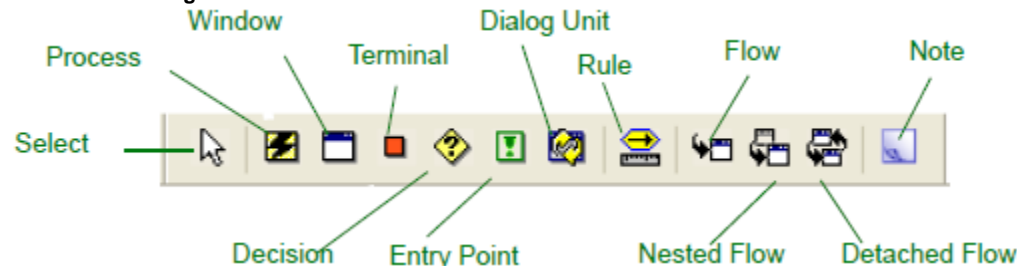 Window
Dialog Unit
Process
Terminal
Rule
Flow
Note
Select
Decision
Entry Point
Nested Flow
Detached Flow